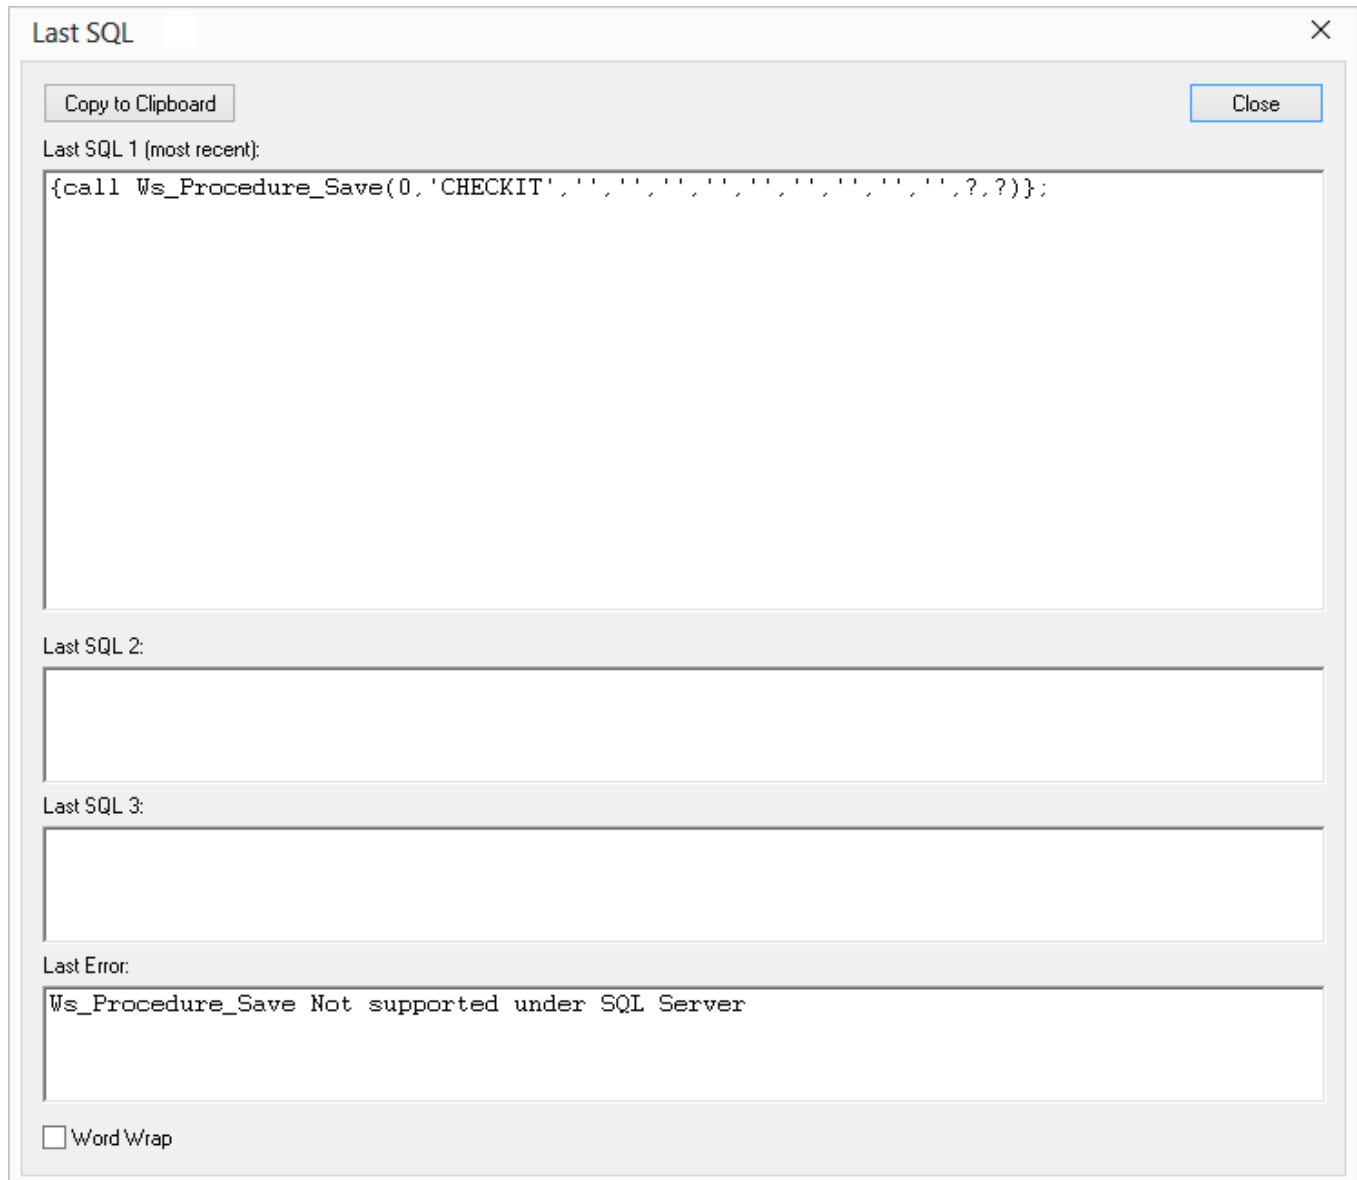 Last SQL
Copy to Clipboard
Close
Last SQL 1 (most recent):
{call Ws_Procedure_Save(0,'CHECKIT','','','','','','','','','',?,?)};
Last SQL 2:
Last SQL 3:
Last Error:
Ws_Procedure_Save Not supported under SQL Server
Word Wrap